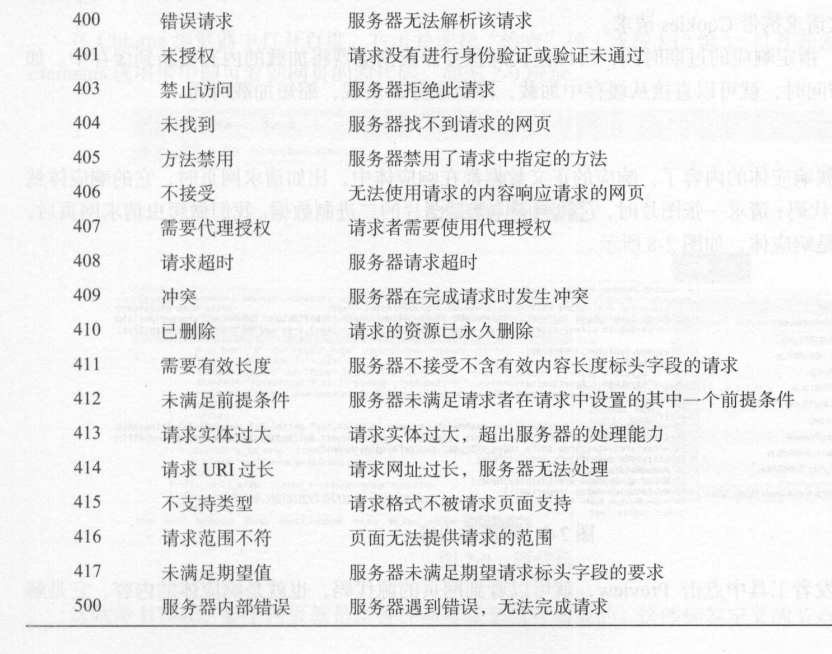 400 错误请求 服务器无法解析该请求
401 未授权 请求没有进行身份验证或验证未通过
403 禁止访问 服务器拒绝此请求
404 未找到 服务器找不到请求的网页
405 方法禁用 服务器禁用了请求中指定的方法
406 不接受 无法使用请求的内容响应请求的网页
407 需要代理授权 请求者需要使用代理授权
408 请求超时 服务器请求超时
409 冲突 服务器在完成请求时发生冲突
410 已删除 请求的资源已永久删除
411 需要有效长度 服务器不接受不含有效内容长度标头字段的请求
412 未满足前提条件 服务器未满足请求者在请求中设置的其中一个前提条件
413 请求实体过大 请求实体过大，超出服务器的处理能力
414 请求 URI 过长 请求网址过长，服务器无法处理
415 不支持类型 请求格式不被请求页面支持
416 请求范围不符 页面无法提供请求的范围
417 未满足期望值 服务器未满足期望请求标头字段的要求
500 服务器内部错误 服务器遇到错误，无法完成请求